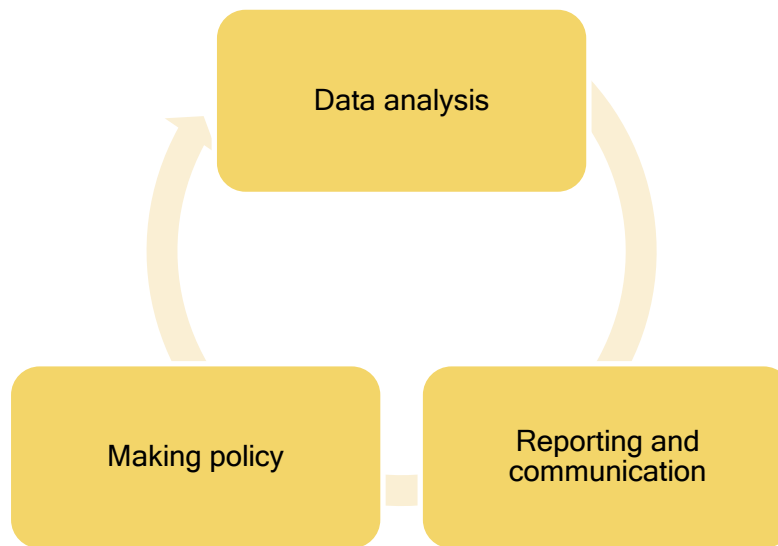 Data analysis
Making policy
Reporting and
communication